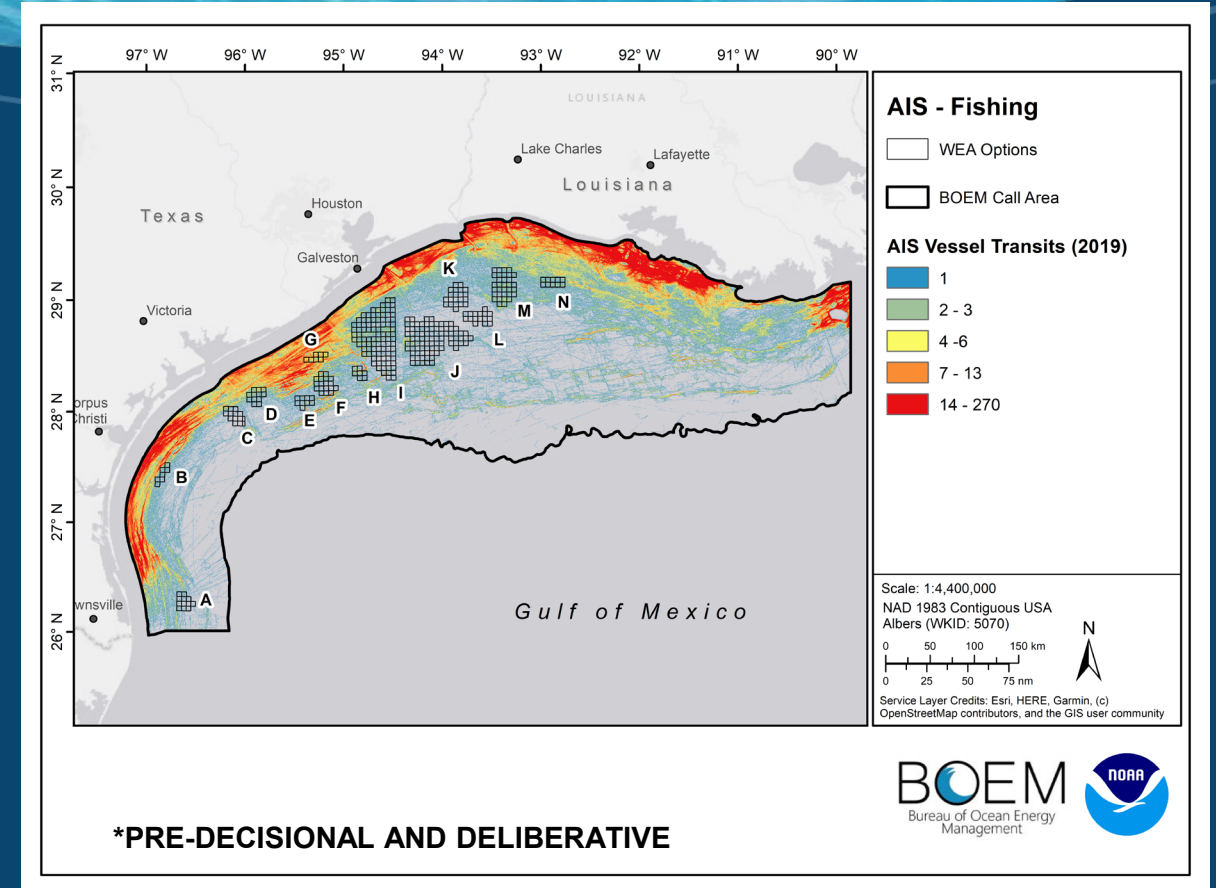 97° W 96° W 95° W 94° W 93° W 92° W 91° W 90° W
31° N
30° N
29° N
28° N
27° N
26° N
LOUISIANA
Lake Charles
Lafayette
Louisiana
Texas
Houston
Galveston
Victoria
orpus
Christi
wnsville
K
M
N
L
G
J
I
H
F
E
D
C
B
A
Gulf of Mexico
AIS - Fishing
WEA Options
BOEM Call Area
AIS Vessel Transits (2019)
1
2 - 3
4 -6
7 - 13
14 - 270
Scale: 1:4,400,000
NAD 1983 Contiguous USA
Albers (WKID: 5070)
N
0 50 100 150 km
0 25 50 75 nm
Service Layer Credits: Esri, HERE, Garmin, (c)
OpenStreetMap contributors, and the GIS user community
BOEM
Bureau of Ocean Energy
Management
NOAA
*PRE-DECISIONAL AND DELIBERATIVE